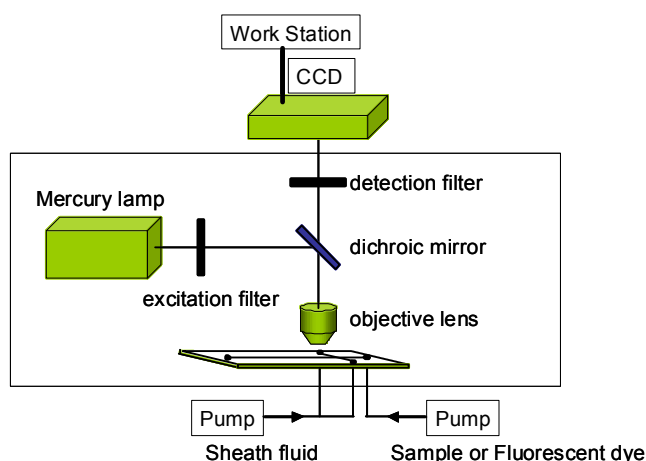 Work Station
CCD
detection filter
Mercury lamp
dichroic mirror
excitation filter
objective lens
Pump
Pump
Sheath fluid
Sample or Fluorescent dye